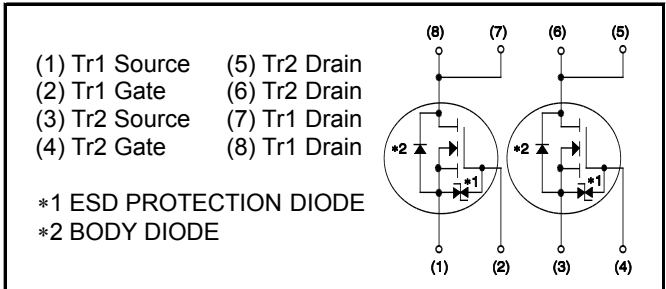 (1) Tr1 Source (5) Tr2 Drain
(2) Tr1 Gate (6) Tr2 Drain
(3) Tr2 Source (7) Tr1 Drain
(4) Tr2 Gate (8) Tr1 Drain
∗1 ESD PROTECTION DIODE
∗2 BODY DIODE
(8) (7) (6) (5)
∗2 ∗1 ∗2 ∗1
(1) (2) (3) (4)